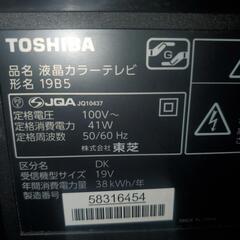 TOSHIBA
品名 液晶カラーテレビ
形名 19B5
JQA JQ10437
定格電圧 100V～
定格消費電力 41W
定格周波数 50/60 Hz
株式会社 東芝
区分名 DK
受信機型サイズ 19V
年間消費電力量 38 kWh/年
製造番号
58316454